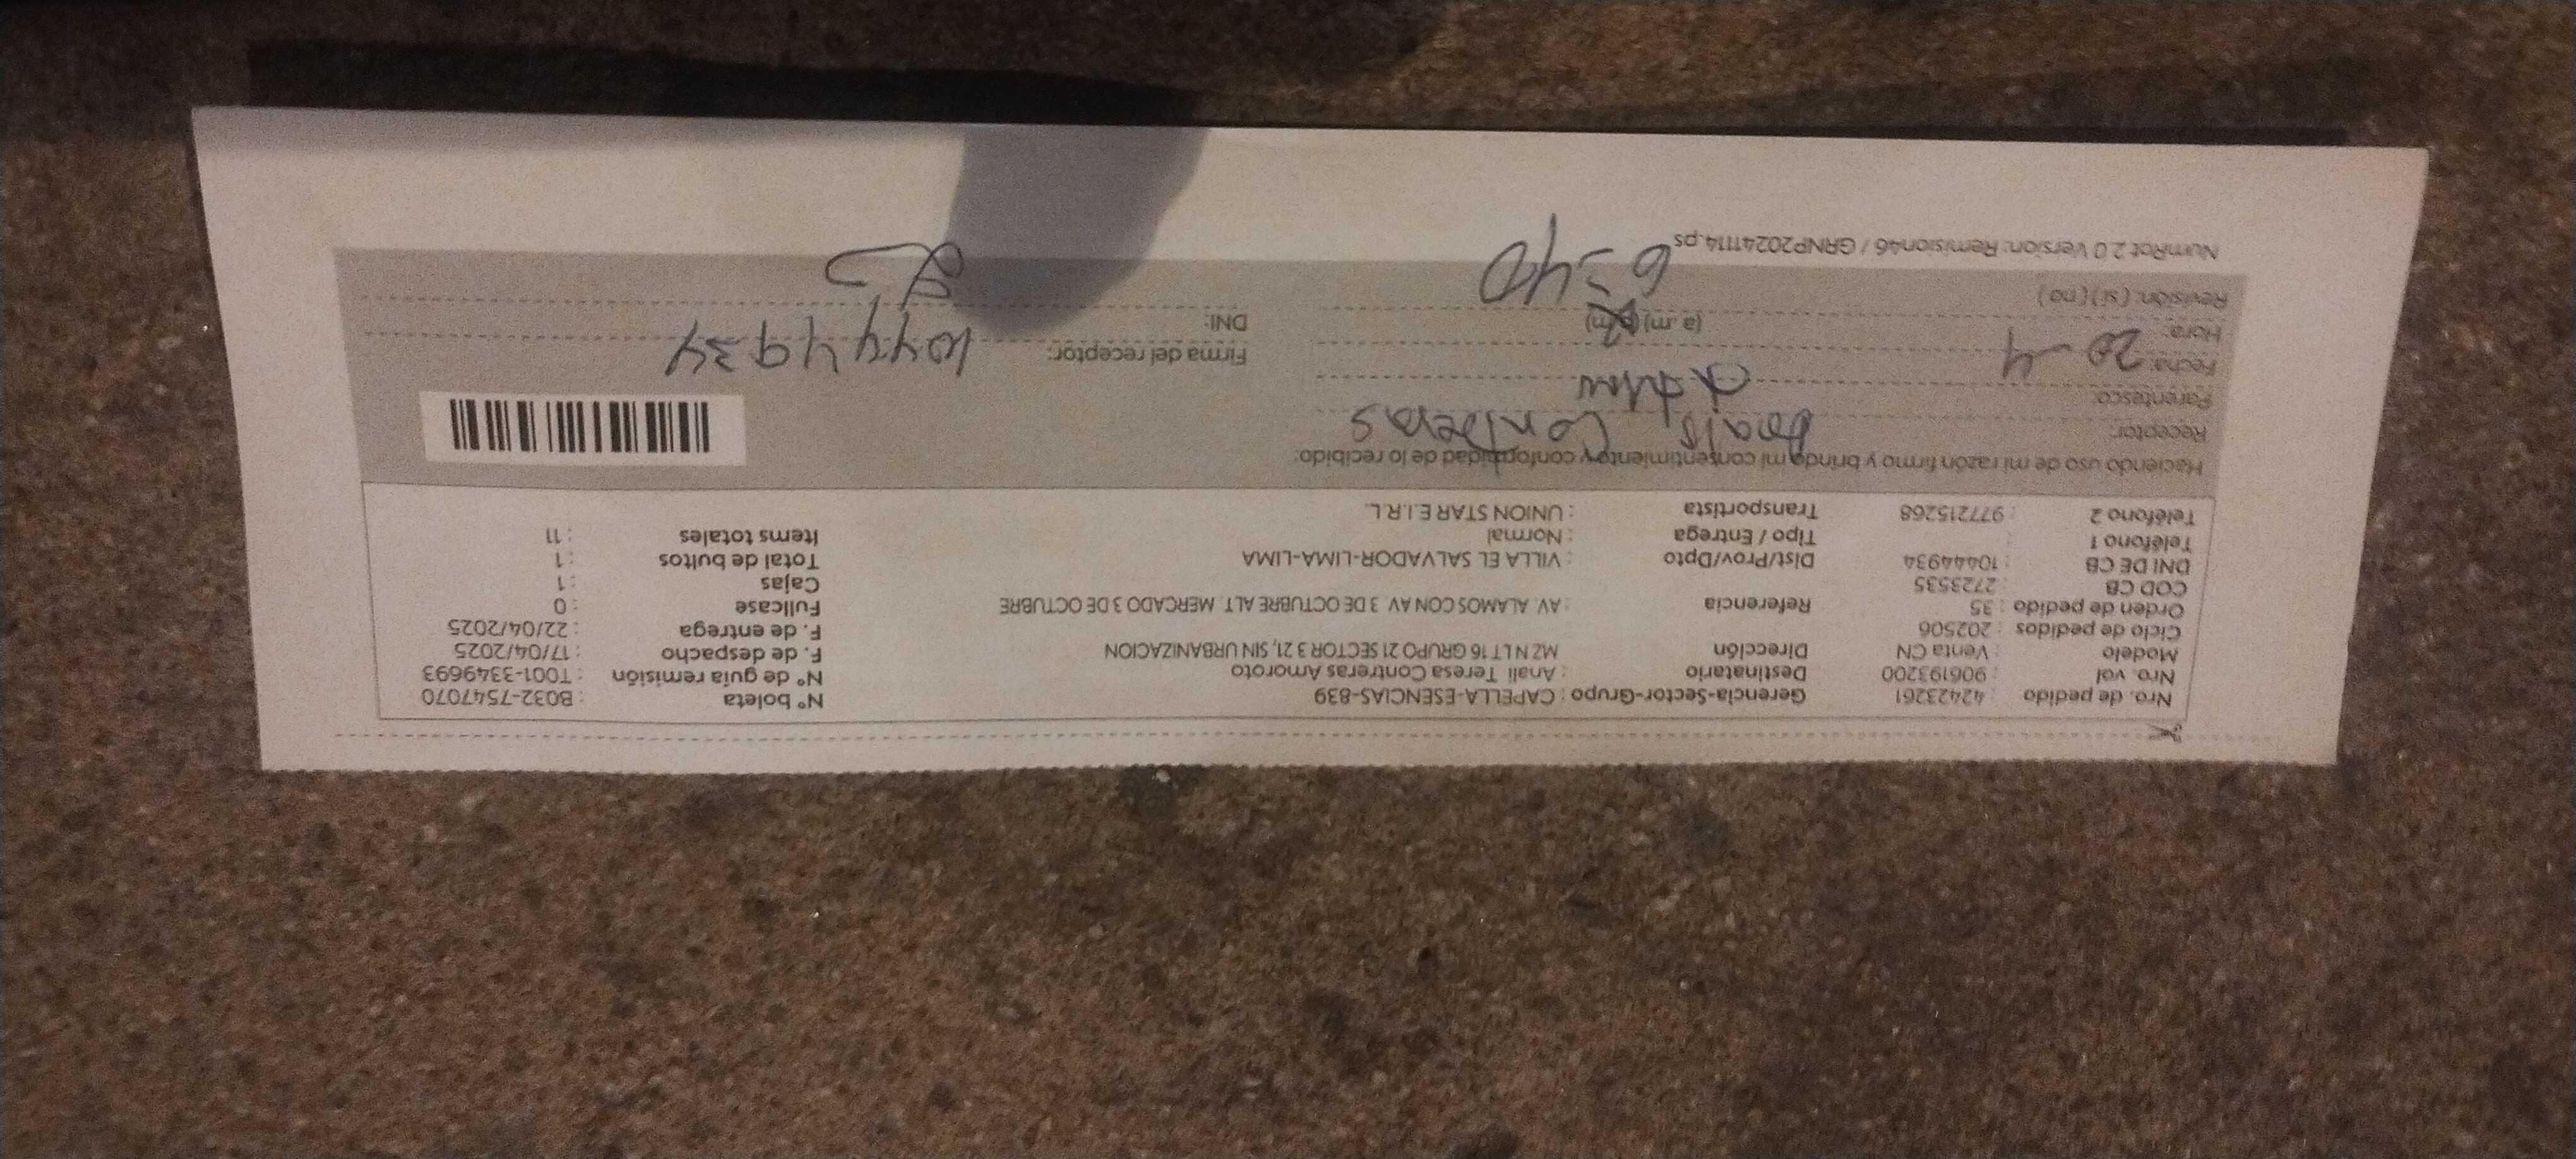 Nro. de pedido : 42423261 Gerencia-Sector-Grupo : CAPELLA-ESENCIAS-839 N° boleta : B032-7547070
Nro. vol : 906193200 Destinatario : Anali Teresa Contreras Amoroto N° de guía remisión : T001-3349693
Modelo : Venta CN Dirección MZ N LT 16 GRUPO 21 SECTOR 3 21, SIN URBANIZACION F. de despacho : 17/04/2025
Ciclo de pedidos : 202506 F. de entrega : 22/04/2025
Orden de pedido : 35 Referencia : AV. ALAMOS CON AV. 3 DE OCTUBRE ALT. MERCADO 3 DE OCTUBRE Fullcase : 0
COD CB : 2723535 Cajas : 1
DNI DE CB : 10444934 Dist/Prov/Dpto : VILLA EL SALVADOR-LIMA-LIMA Total de bultos : 1
Teléfono 1 : Tipo / Entrega : Normal Items totales : 11
Teléfono 2 : 977215268 Transportista : UNION STAR E.I.R.L.
Haciendo uso de mi razón firmo y brindo mi consentimiento y conformidad de lo recibido:
Receptor: Contreras
Parentesco:
Fecha: 20-4 Firma del receptor: 10444934
Hora: (a. m) (p. m) 6=40 DNI:
Revisión: ( sí ) ( no )
NumRot 2.0 Version: Remision46 / GRNP20241114.ps